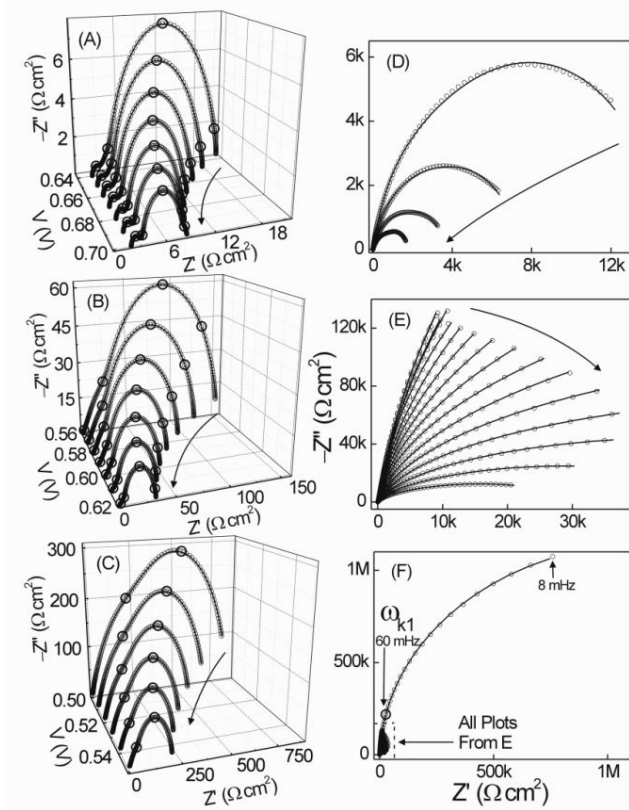 (A)
6
4
2
−Z'' (Ω cm²)
0.64
0.66
0.68
0.70
V
(V)
0
6
12
18
Z' (Ω cm²)
(B)
60
45
30
15
−Z'' (Ω cm²)
0.56
0.58
0.60
0.62
V
(V)
0
50
100
150
Z' (Ω cm²)
(C)
300
200
100
−Z'' (Ω cm²)
0.50
0.52
0.54
V
(V)
0
250
500
750
Z' (Ω cm²)
(D)
6k
4k
2k
0
0
4k
8k
12k
(E)
120k
80k
40k
0
−Z'' (Ω cm²)
0
10k
20k
30k
(F)
1M
500k
0
8 mHz
ωk1
60 mHz
All Plots
From E
0
500k
1M
Z' (Ω cm²)